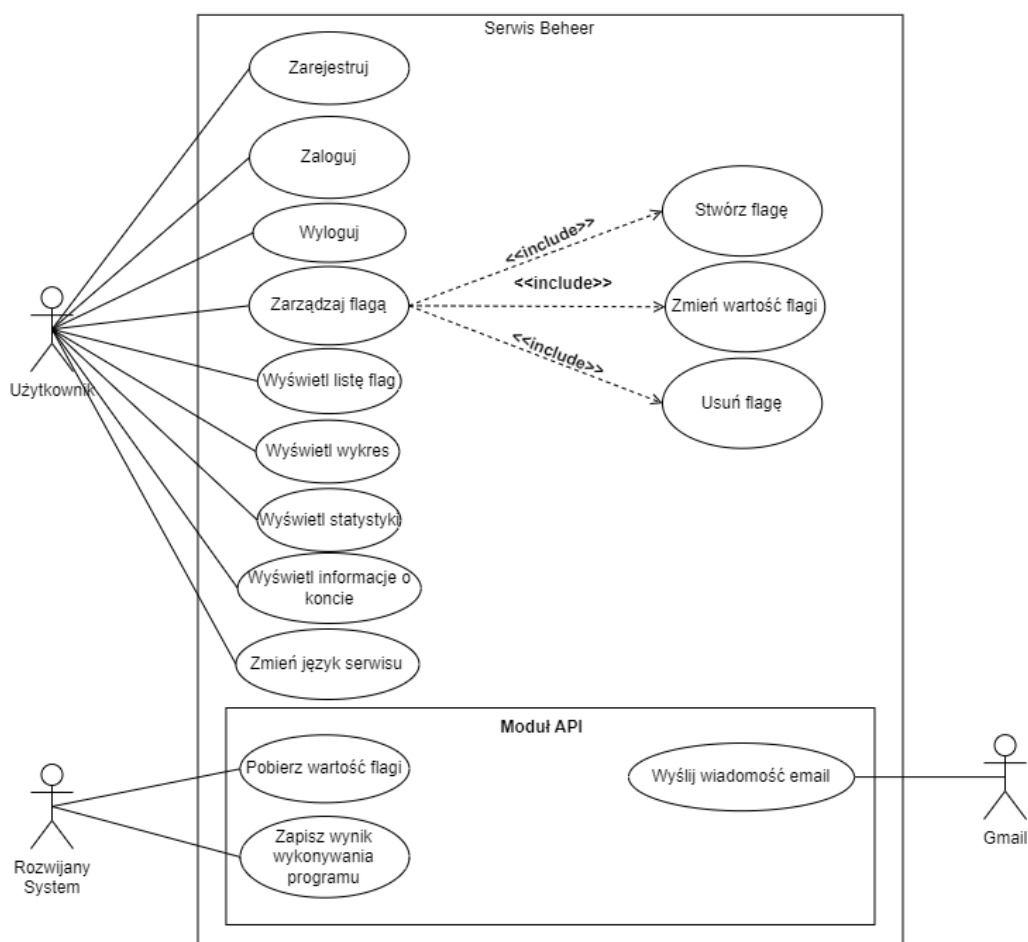 Serwis Beheer
Zarejestruj
Zaloguj
Wyloguj
Zarządzaj flagą
Wyświetl listę flag
Wyświetl wykres
Wyświetl statystyki
Wyświetl informacje o
koncie
Zmień język serwisu
<<include>>
<<include>>
<<include>>
Stwórz flagę
Zmień wartość flagi
Usuń flagę
Użytkownik
Moduł API
Pobierz wartość flagi
Zapisz wynik
wykonywania
programu
Wyślij wiadomość email
Rozwijany
System
Gmail